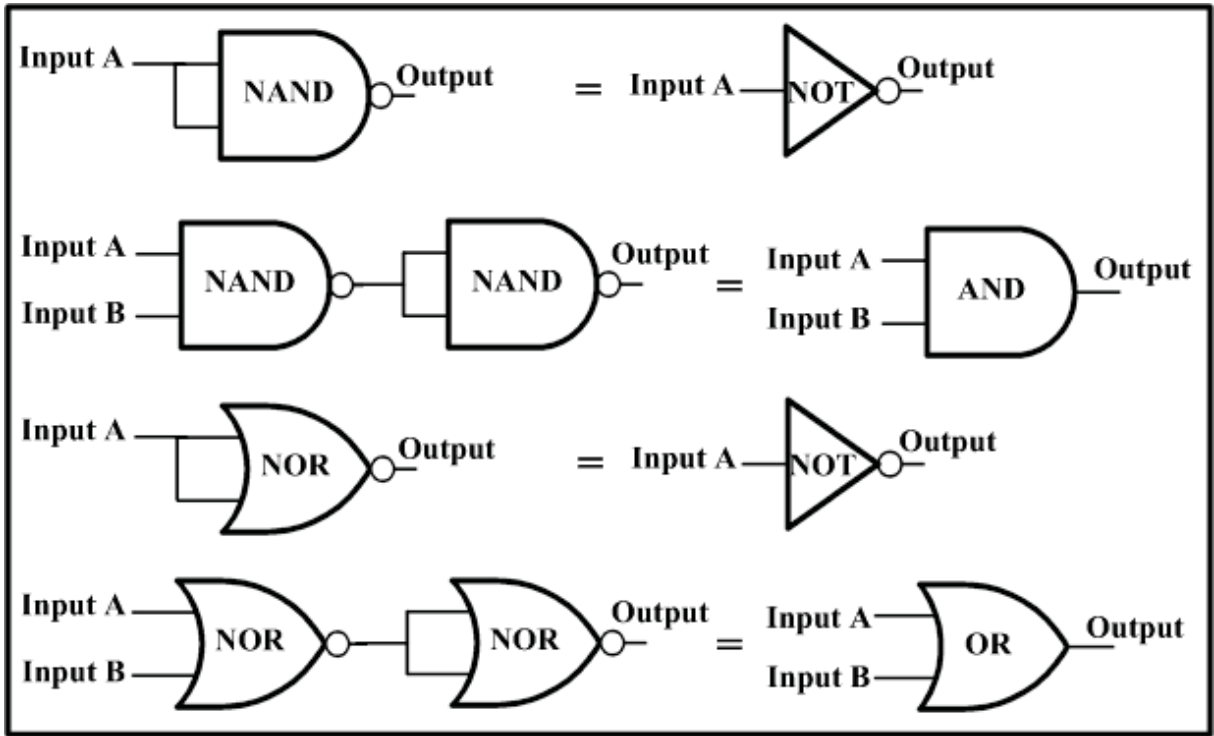 Input A NAND Output = Input A NOT Output
Input A NAND NAND Output = Input A AND Output
Input B Input B
Input A NOR Output = Input A NOT Output
Input A NOR NOR Output = Input A OR Output
Input B Input B